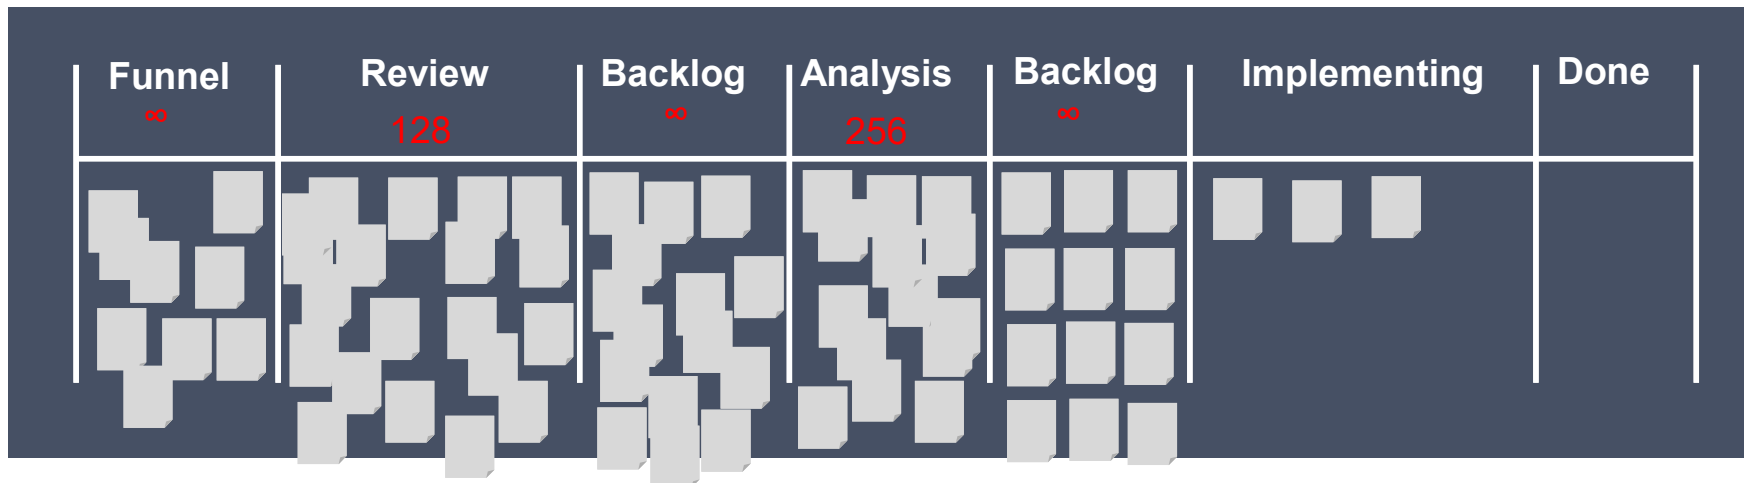 Funnel Review Backlog Analysis Backlog Implementing Done
∞ 128 ∞ 256 ∞